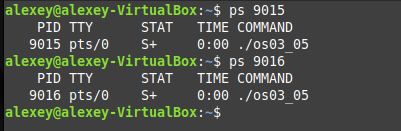 alexey@alexey-VirtualBox:~$ ps 9015
PID TTY STAT TIME COMMAND
9015 pts/0 S+ 0:00 ./os03_05
alexey@alexey-VirtualBox:~$ ps 9016
PID TTY STAT TIME COMMAND
9016 pts/0 S+ 0:00 ./os03_05
alexey@alexey-VirtualBox:~$